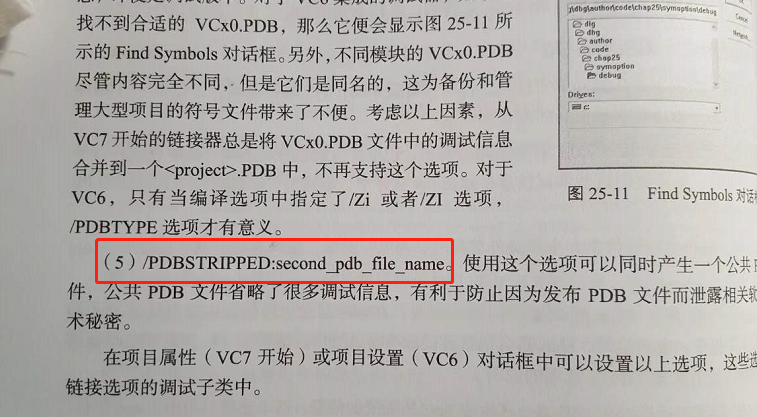 找不到合适的 VCx0.PDB，那么它便会显示图 25-11 所
示的 Find Symbols 对话框。另外，不同模块的 VCx0.PDB
尽管内容完全不同，但是它们是同名的，这为备份和管
理大型项目的符号文件带来了不便。考虑以上因素，从
VC7 开始的链接器总是将 VCx0.PDB 文件中的调试信息
合并到一个<project>.PDB 中，不再支持这个选项。对于
VC6，只有当编译选项中指定了/Zi 或者/ZI 选项，
/PDBTYPE 选项才有意义。
（5）/PDBSTRIPPED:second_pdb_file_name。使用这个选项可以同时产生一个公共
件，公共 PDB 文件省略了很多调试信息，有利于防止因为发布 PDB 文件而泄露相关
术秘密。
在项目属性（VC7 开始）或项目设置（VC6）对话框中可以设置以上选项，这些
链接选项的调试子类中。
\dbg\author\code\chap25\symoption\debug
dig
dbg
author
code
chap25
symoption
debug
Drives:
c:
Cancel
Help
图 25-11 Find Symbols 对话